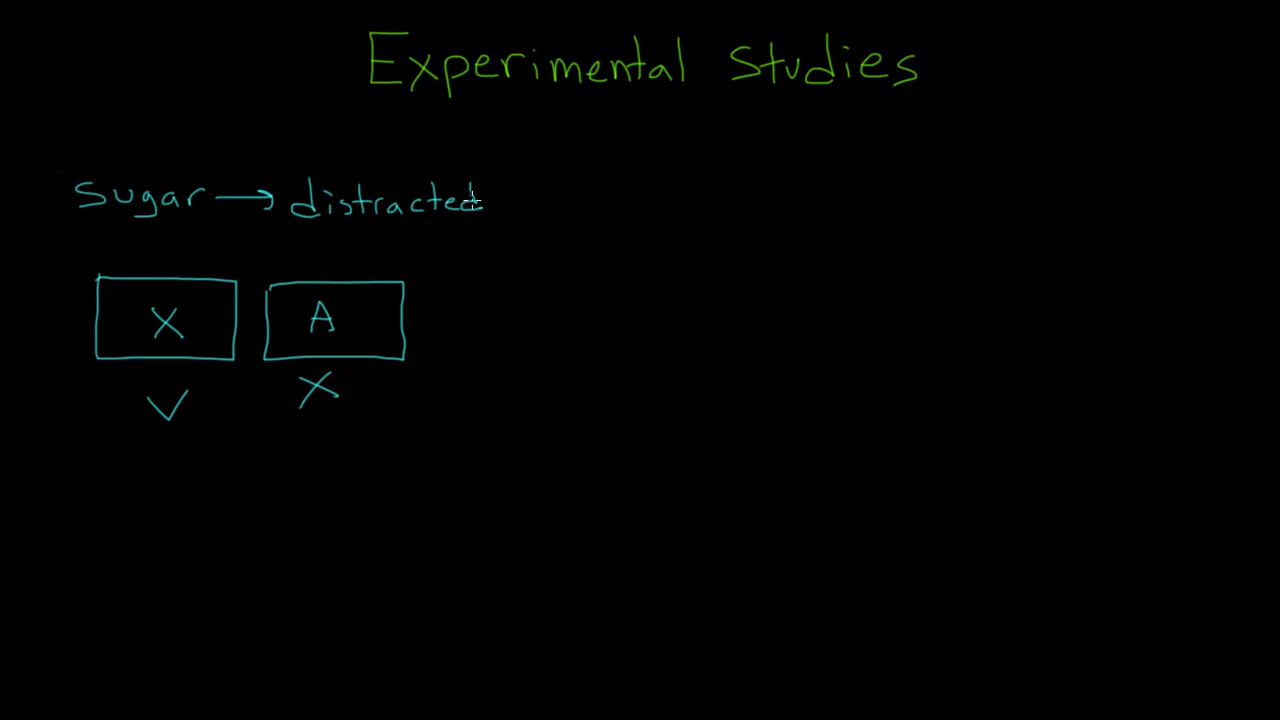 Experimental Studies
Sugar → distracted
X A
✓ X